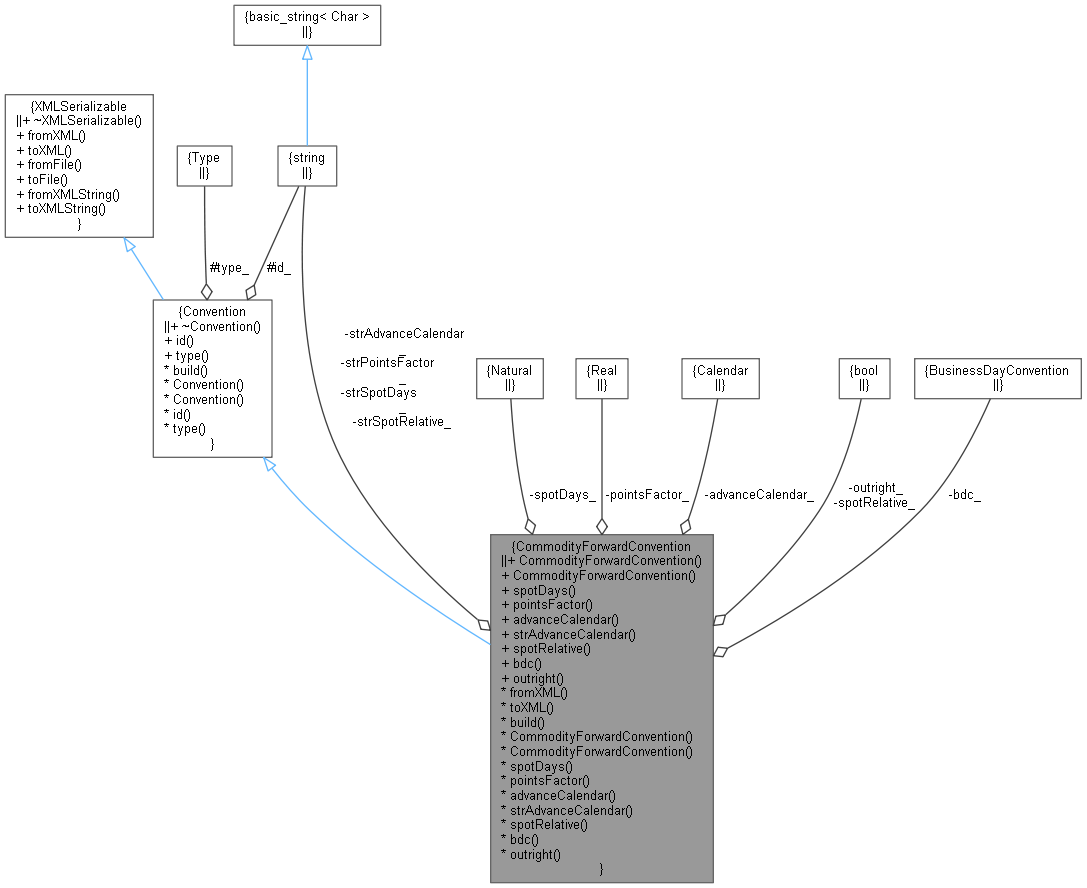 {basic_string< Char >
||}
{XMLSerializable
||+ ~XMLSerializable()
+ fromXML()
+ toXML()
+ fromFile()
+ toFile()
+ fromXMLString()
+ toXMLString()
}
{Type
||}
{string
||}
#type_
#id_
{Convention
||+ ~Convention()
+ id()
+ type()
* build()
* Convention()
* Convention()
* id()
* type()
}
-strAdvanceCalendar
_
-strPointsFactor
_
-strSpotDays
_
-strSpotRelative_
{Natural
||}
{Real
||}
{Calendar
||}
{bool
||}
{BusinessDayConvention
||}
-spotDays_
-pointsFactor_
-advanceCalendar_
-outright_
-spotRelative_
-bdc_
{CommodityForwardConvention
||+ CommodityForwardConvention()
+ CommodityForwardConvention()
+ spotDays()
+ pointsFactor()
+ advanceCalendar()
+ strAdvanceCalendar()
+ spotRelative()
+ bdc()
+ outright()
* fromXML()
* toXML()
* build()
* CommodityForwardConvention()
* CommodityForwardConvention()
* spotDays()
* pointsFactor()
* advanceCalendar()
* strAdvanceCalendar()
* spotRelative()
* bdc()
* outright()
}